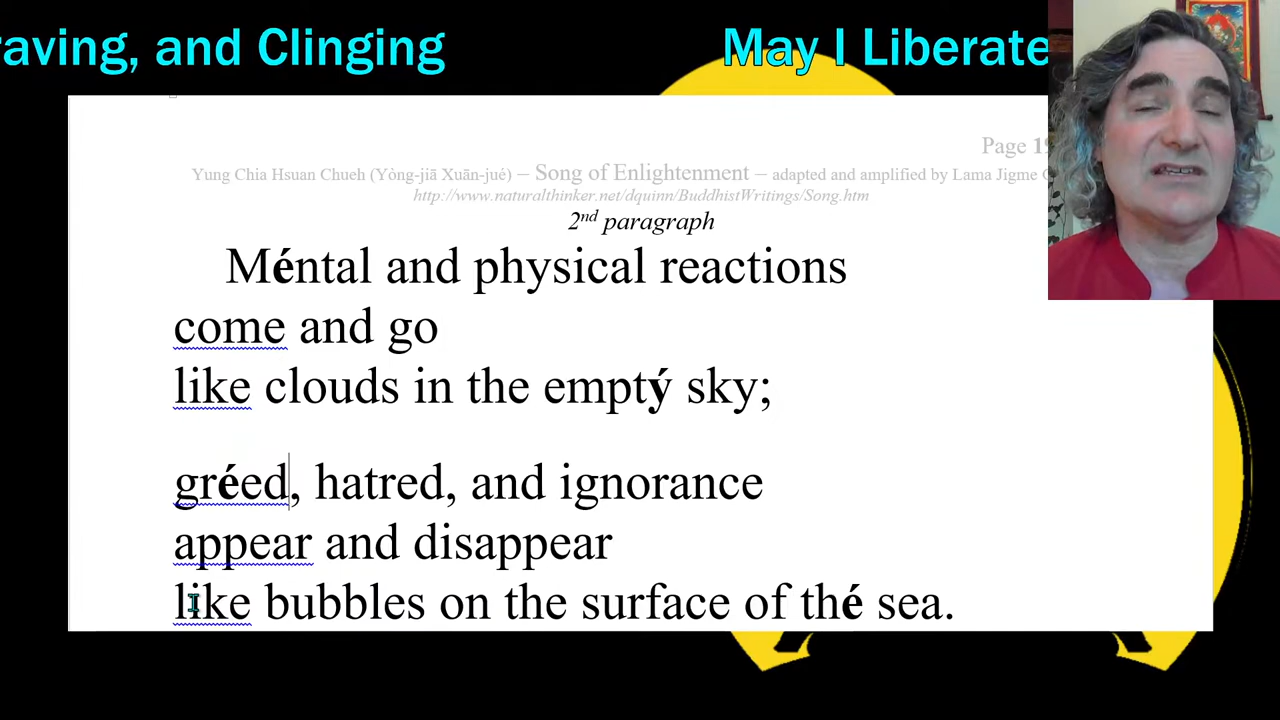 raving, and Clinging May I Liberate
Page 19
Yung Chia Hsuan Chueh (Yòng-jiā Xuān-jué) – Song of Enlightenment – adapted and amplified by Lama Jigme
http://www.naturalthinker.net/dquinn/BuddhistWritings/Song.htm
2nd paragraph
Méntal and physical reactions
come and go
like clouds in the emptý sky;
gréed, hatred, and ignorance
appear and disappear
like bubbles on the surface of thé sea.